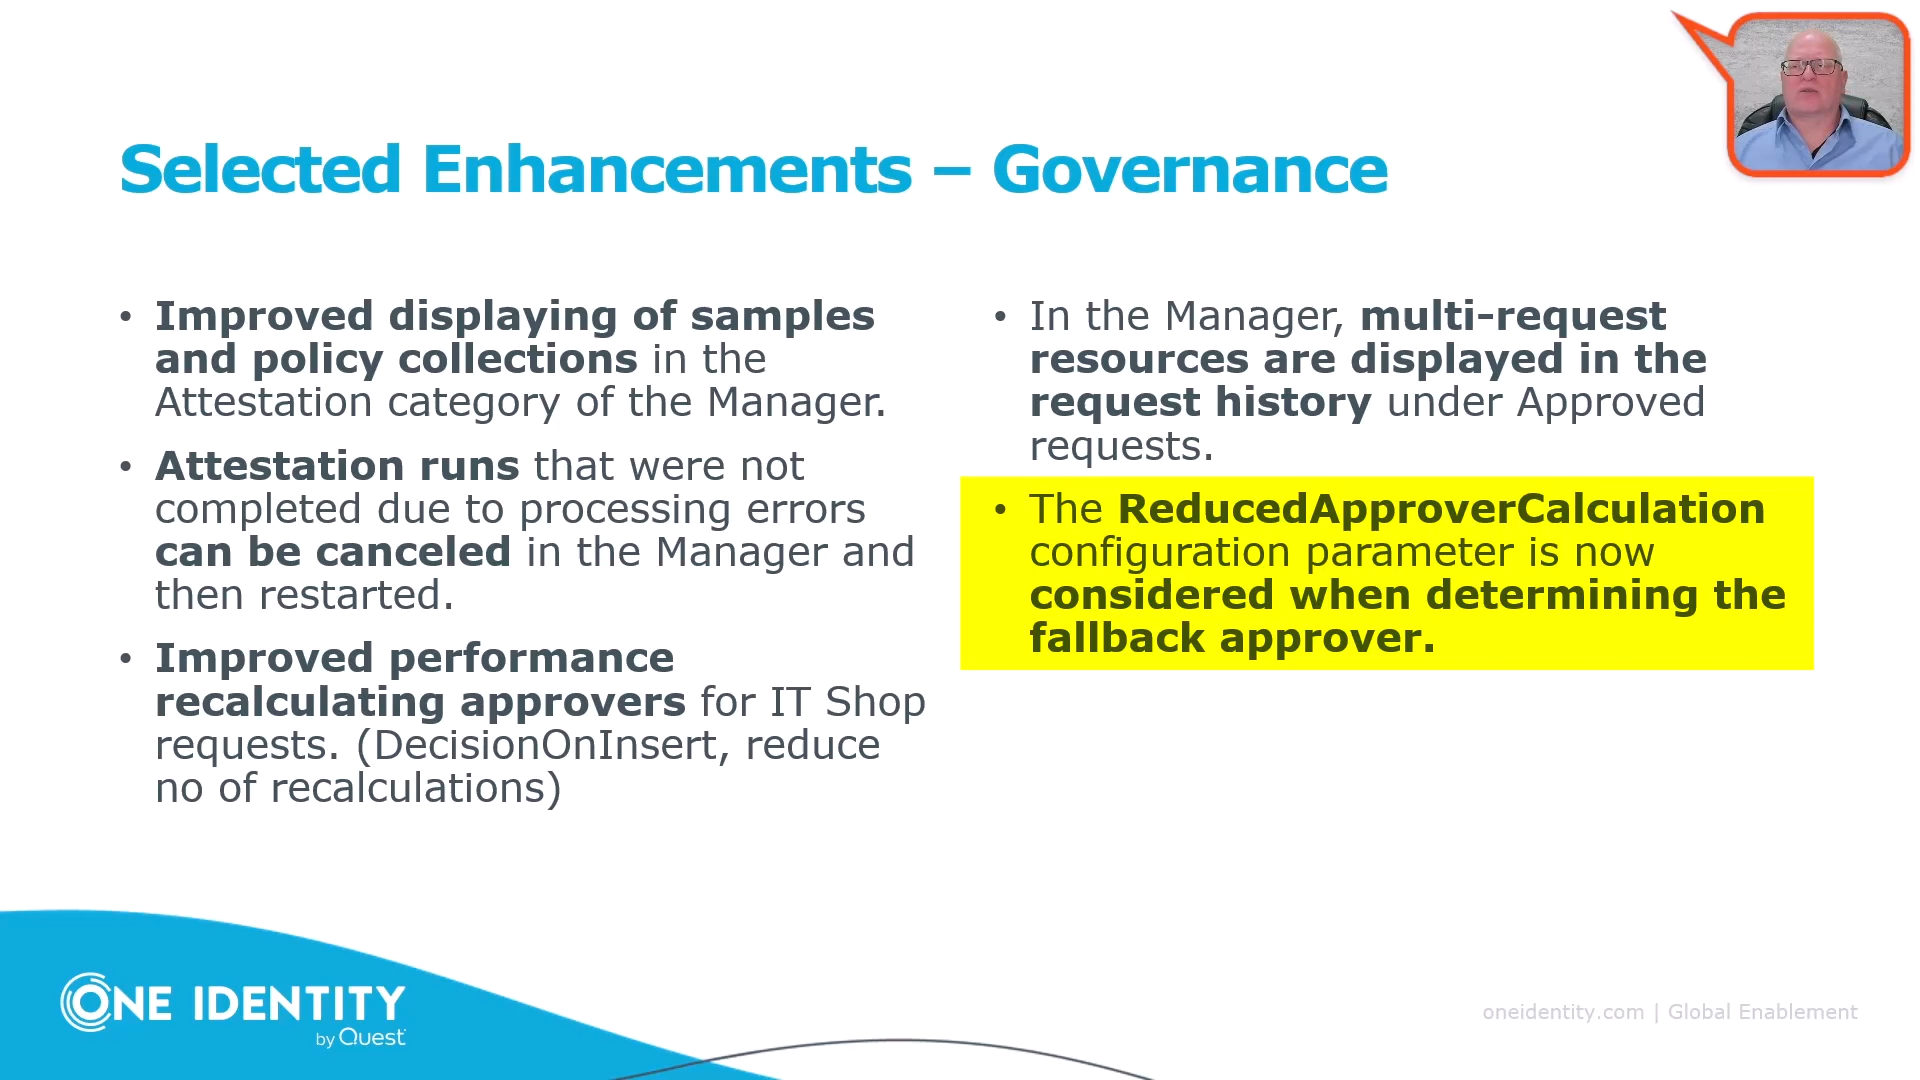 Selected Enhancements – Governance
• Improved displaying of samples
and policy collections in the
Attestation category of the Manager.
• Attestation runs that were not
completed due to processing errors
can be canceled in the Manager and
then restarted.
• Improved performance
recalculating approvers for IT Shop
requests. (DecisionOnInsert, reduce
no of recalculations)
• In the Manager, multi-request
resources are displayed in the
request history under Approved
requests.
• The ReducedApproverCalculation
configuration parameter is now
considered when determining the
fallback approver.
ONE IDENTITY
by Quest
oneidentity.com | Global Enablement